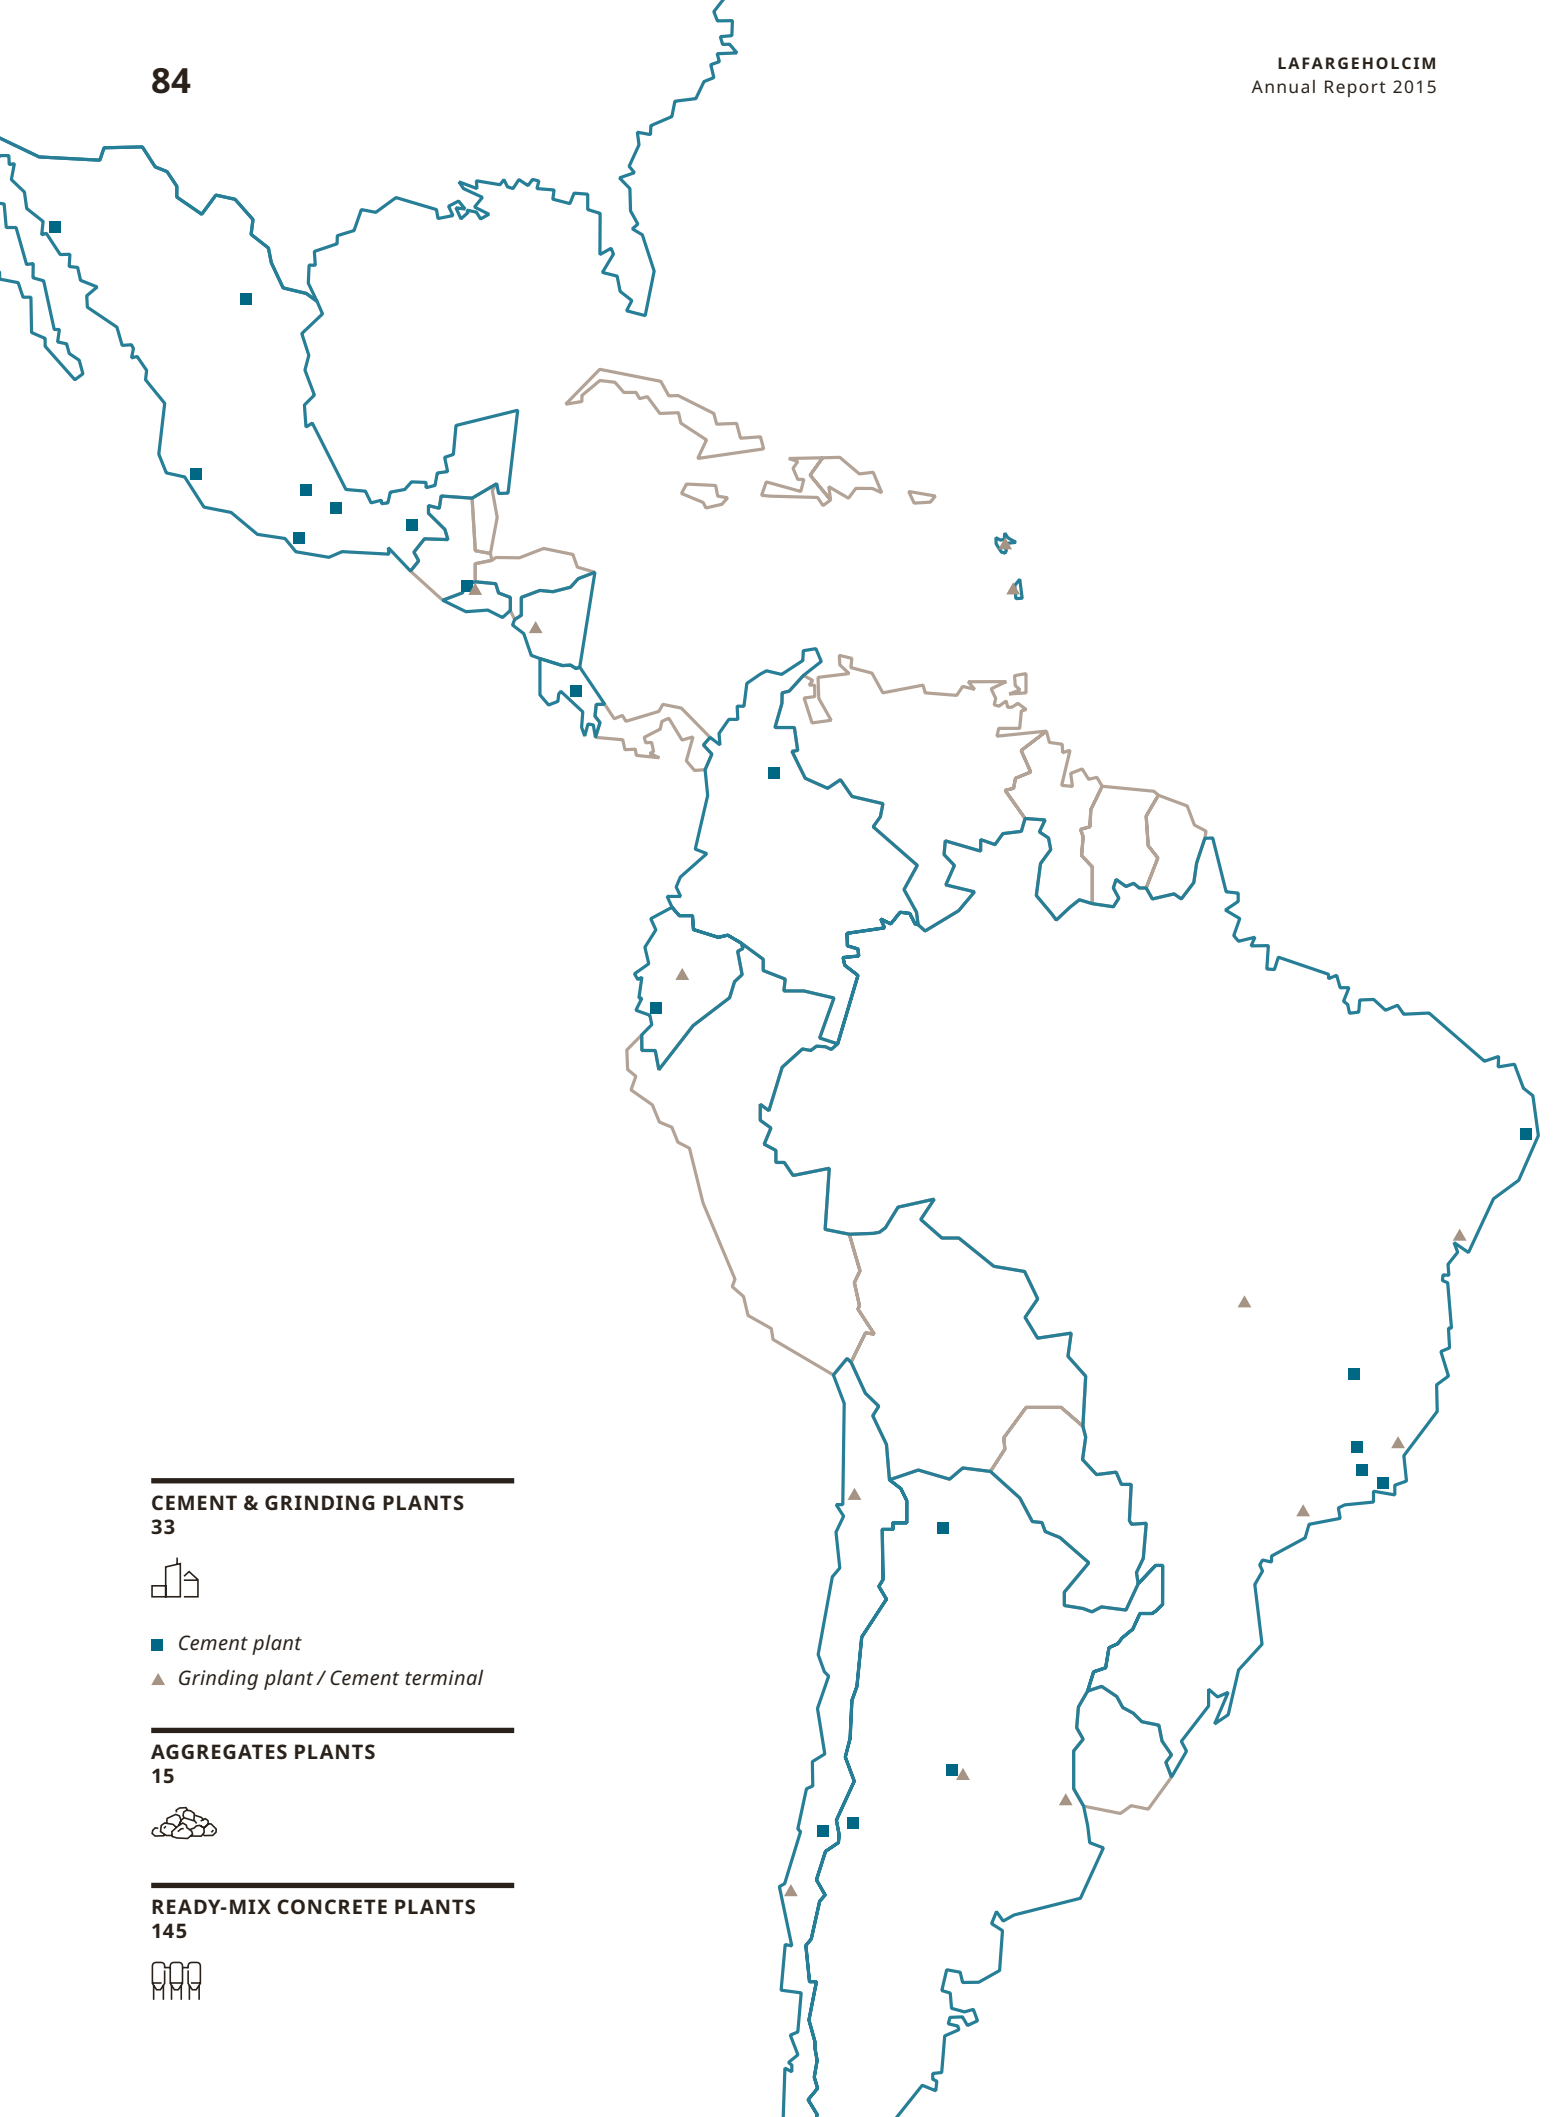 84
LAFARGEHOLCIM
Annual Report 2015
CEMENT & GRINDING PLANTS
33
Cement plant
Grinding plant / Cement terminal
AGGREGATES PLANTS
15
READY-MIX CONCRETE PLANTS
145